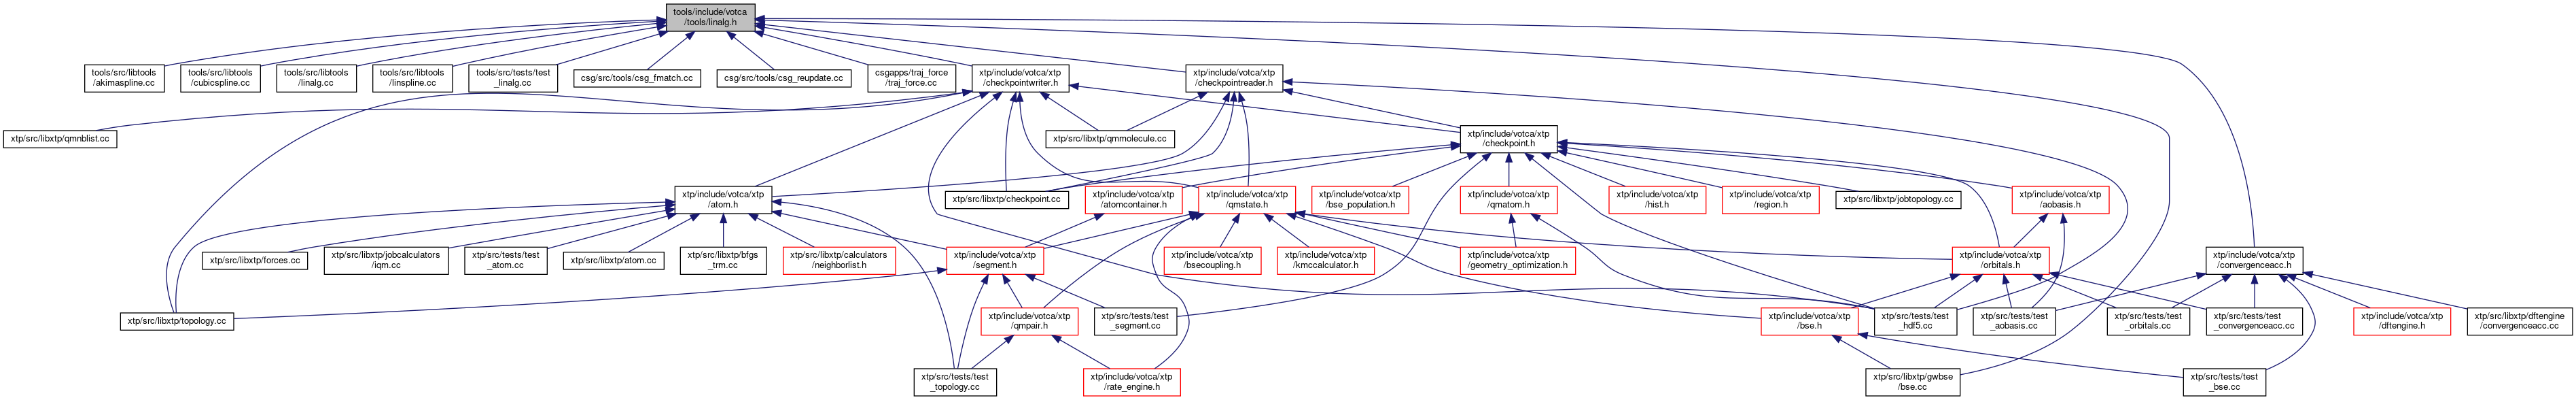 tools/include/votca
/tools/linalg.h
tools/src/libtools
/akimaspline.cc
tools/src/libtools
/cubicspline.cc
tools/src/libtools
/linalg.cc
tools/src/libtools
/linspline.cc
tools/src/tests/test
_linalg.cc
csg/src/tools/csg_fmatch.cc
csg/src/tools/csg_reupdate.cc
csgapps/traj_force
/traj_force.cc
xtp/include/votca/xtp
/checkpointwriter.h
xtp/include/votca/xtp
/checkpointreader.h
xtp/src/libxtp/qmnblist.cc
xtp/src/libxtp/qmmolecule.cc
xtp/include/votca/xtp
/checkpoint.h
xtp/include/votca/xtp
/atom.h
xtp/src/libxtp/checkpoint.cc
xtp/include/votca/xtp
/atomcontainer.h
xtp/include/votca/xtp
/qmstate.h
xtp/include/votca/xtp
/bse_population.h
xtp/include/votca/xtp
/qmatom.h
xtp/include/votca/xtp
/hist.h
xtp/include/votca/xtp
/region.h
xtp/src/libxtp/jobtopology.cc
xtp/include/votca/xtp
/aobasis.h
xtp/src/libxtp/forces.cc
xtp/src/libxtp/jobcalculators
/iqm.cc
xtp/src/tests/test
_atom.cc
xtp/src/libxtp/atom.cc
xtp/src/libxtp/bfgs
_trm.cc
xtp/src/libxtp/calculators
/neighborlist.h
xtp/include/votca/xtp
/segment.h
xtp/include/votca/xtp
/bsecoupling.h
xtp/include/votca/xtp
/kmccalculator.h
xtp/include/votca/xtp
/geometry_optimization.h
xtp/include/votca/xtp
/orbitals.h
xtp/include/votca/xtp
/convergenceacc.h
xtp/src/libxtp/topology.cc
xtp/include/votca/xtp
/qmpair.h
xtp/src/tests/test
_segment.cc
xtp/include/votca/xtp
/bse.h
xtp/src/tests/test
_hdf5.cc
xtp/src/tests/test
_aobasis.cc
xtp/src/tests/test
_orbitals.cc
xtp/src/tests/test
_convergenceacc.cc
xtp/include/votca/xtp
/dftengine.h
xtp/src/libxtp/dftengine
/convergenceacc.cc
xtp/src/tests/test
_topology.cc
xtp/include/votca/xtp
/rate_engine.h
xtp/src/libxtp/gwbse
/bse.cc
xtp/src/tests/test
_bse.cc